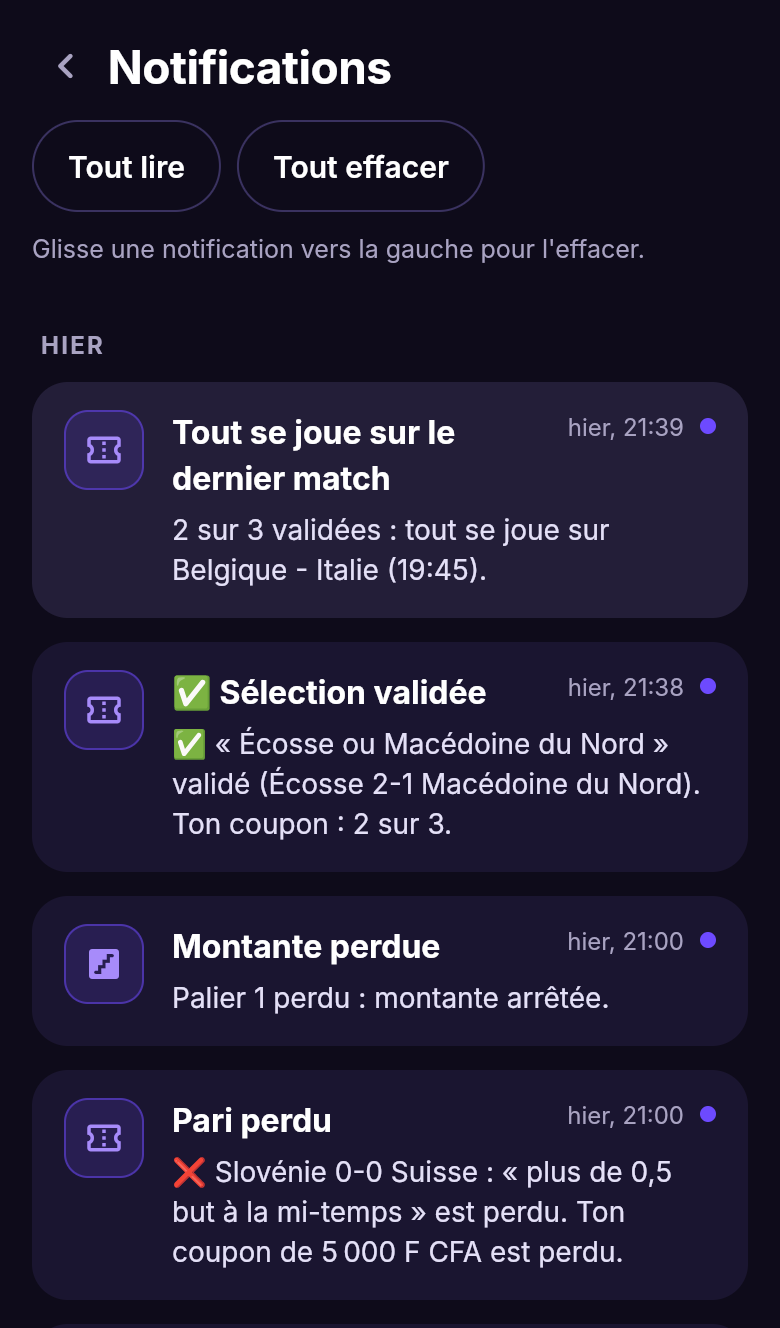 Notifications
Tout lire
Tout effacer
Glisse une notification vers la gauche pour l'effacer.
HIER
Tout se joue sur le
dernier match
hier, 21:39
2 sur 3 validées : tout se joue sur
Belgique - Italie (19:45).
✅ Sélection validée
hier, 21:38
✅ « Écosse ou Macédoine du Nord »
validé (Écosse 2-1 Macédoine du Nord).
Ton coupon : 2 sur 3.
Montante perdue
hier, 21:00
Palier 1 perdu : montante arrêtée.
Pari perdu
hier, 21:00
❌ Slovénie 0-0 Suisse : « plus de 0,5
but à la mi-temps » est perdu. Ton
coupon de 5 000 F CFA est perdu.